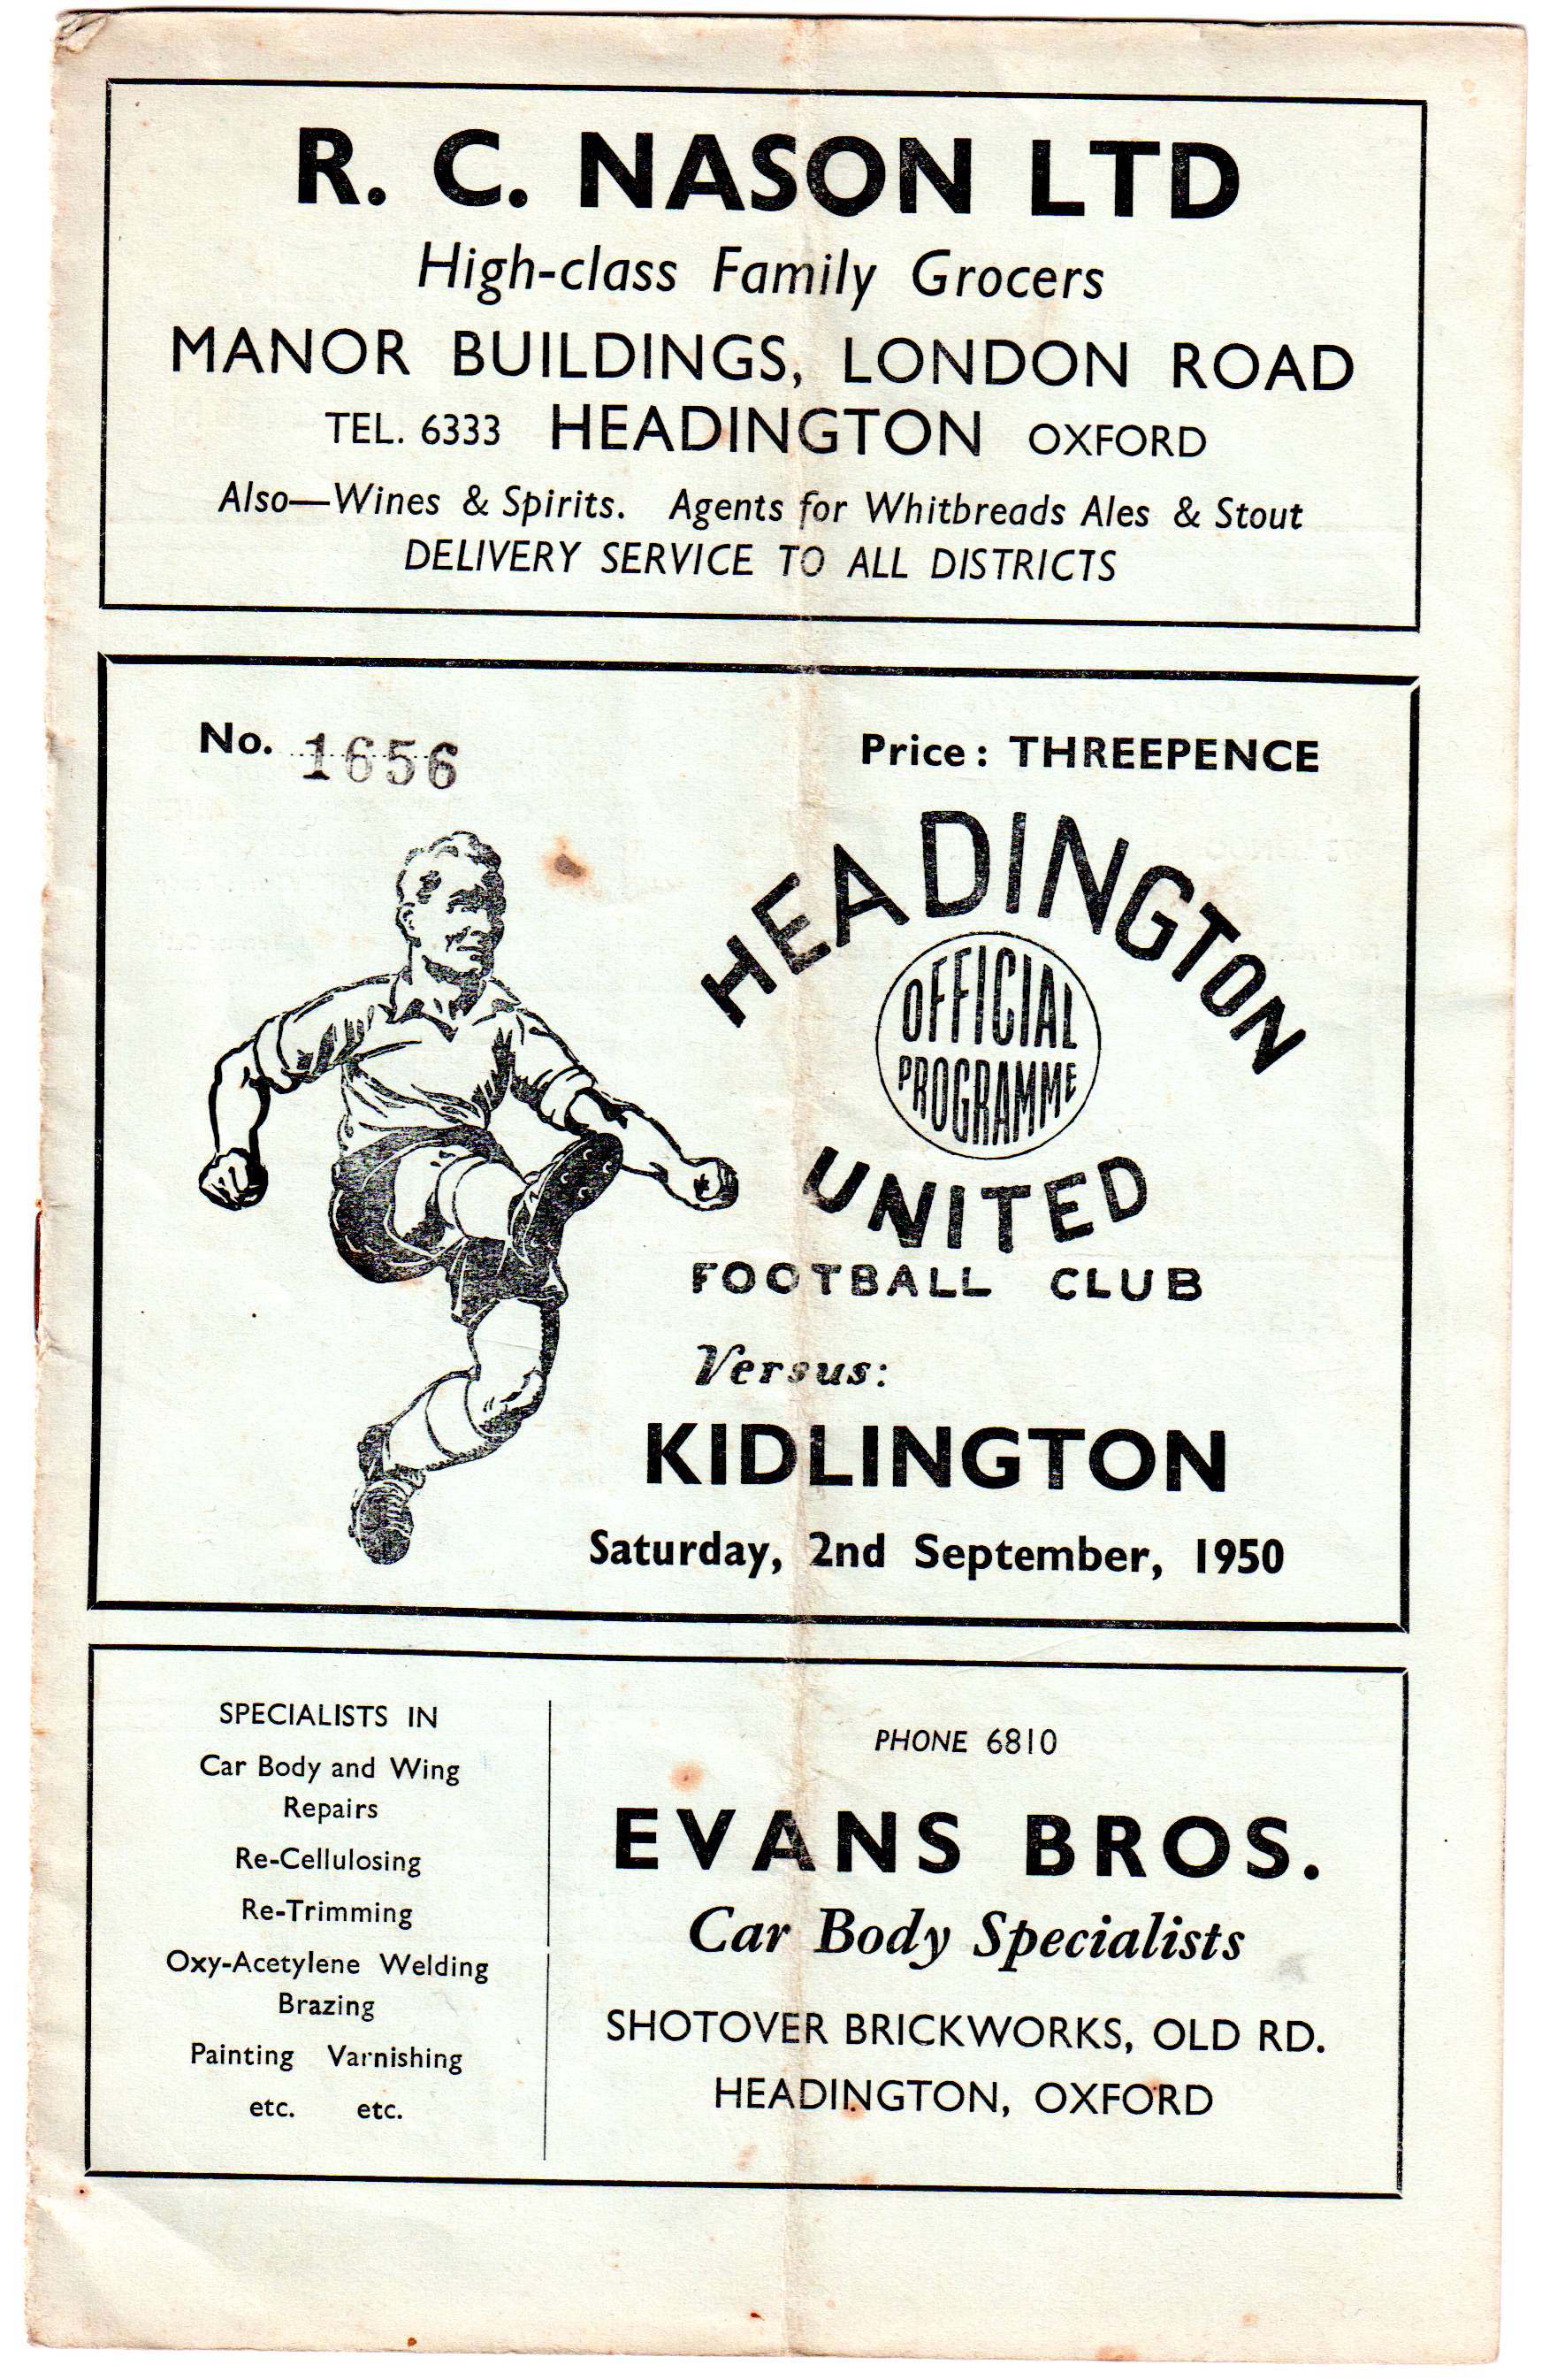 R. C. NASON LTD
High-class Family Grocers
MANOR BUILDINGS, LONDON ROAD
TEL. 6333 HEADINGTON OXFORD
Also—Wines & Spirits. Agents for Whitbreads Ales & Stout
DELIVERY SERVICE TO ALL DISTRICTS
No. 1656
Price: THREEPENCE
HEADINGTON
OFFICIAL
PROGRAMME
UNITED
FOOTBALL CLUB
Versus:
KIDLINGTON
Saturday, 2nd September, 1950
SPECIALISTS IN
Car Body and Wing
Repairs
Re-Cellulosing
Re-Trimming
Oxy-Acetylene Welding
Brazing
Painting Varnishing
etc. etc.
PHONE 6810
EVANS BROS.
Car Body Specialists
SHOTOVER BRICKWORKS, OLD RD.
HEADINGTON, OXFORD